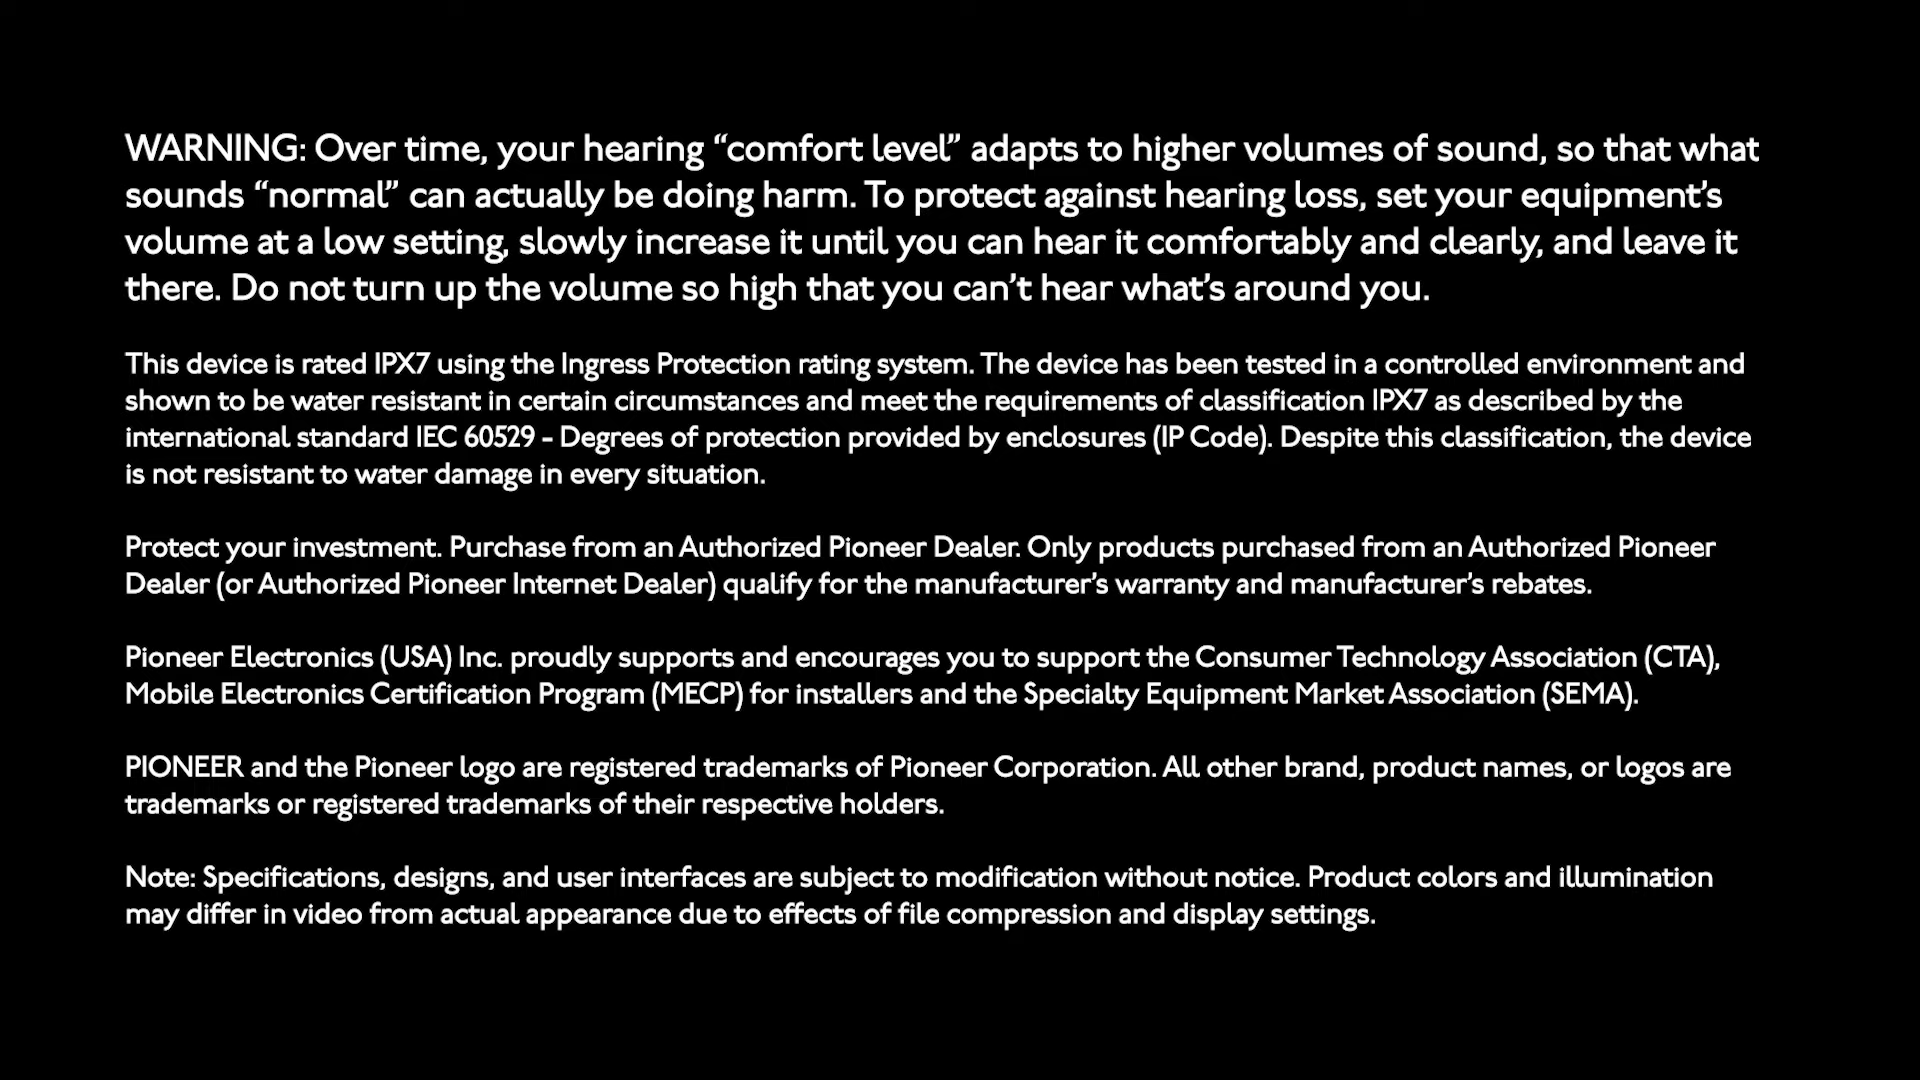 WARNING: Over time, your hearing “comfort level” adapts to higher volumes of sound, so that what
sounds “normal” can actually be doing harm. To protect against hearing loss, set your equipment’s
volume at a low setting, slowly increase it until you can hear it comfortably and clearly, and leave it
there. Do not turn up the volume so high that you can’t hear what’s around you.
This device is rated IPX7 using the Ingress Protection rating system. The device has been tested in a controlled environment and
shown to be water resistant in certain circumstances and meet the requirements of classification IPX7 as described by the
international standard IEC 60529 - Degrees of protection provided by enclosures (IP Code). Despite this classification, the device
is not resistant to water damage in every situation.
Protect your investment. Purchase from an Authorized Pioneer Dealer. Only products purchased from an Authorized Pioneer
Dealer (or Authorized Pioneer Internet Dealer) qualify for the manufacturer’s warranty and manufacturer’s rebates.
Pioneer Electronics (USA) Inc. proudly supports and encourages you to support the Consumer Technology Association (CTA),
Mobile Electronics Certification Program (MECP) for installers and the Specialty Equipment Market Association (SEMA).
PIONEER and the Pioneer logo are registered trademarks of Pioneer Corporation. All other brand, product names, or logos are
trademarks or registered trademarks of their respective holders.
Note: Specifications, designs, and user interfaces are subject to modification without notice. Product colors and illumination
may differ in video from actual appearance due to effects of file compression and display settings.